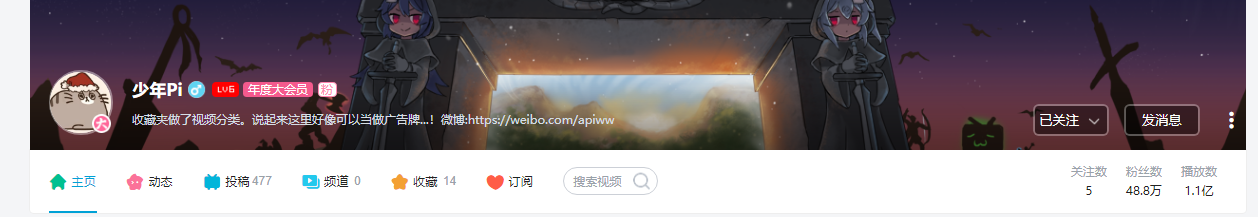 少年Pi LV6 年度大会员 粉
收藏夹做了视频分类。说起来这里好像可以当做广告牌...！微博:https://weibo.com/apiww
大
已关注 发消息
主页 动态 投稿 477 频道 0 收藏 14 订阅 搜索视频
关注数 粉丝数 播放数
5 48.8万 1.1亿